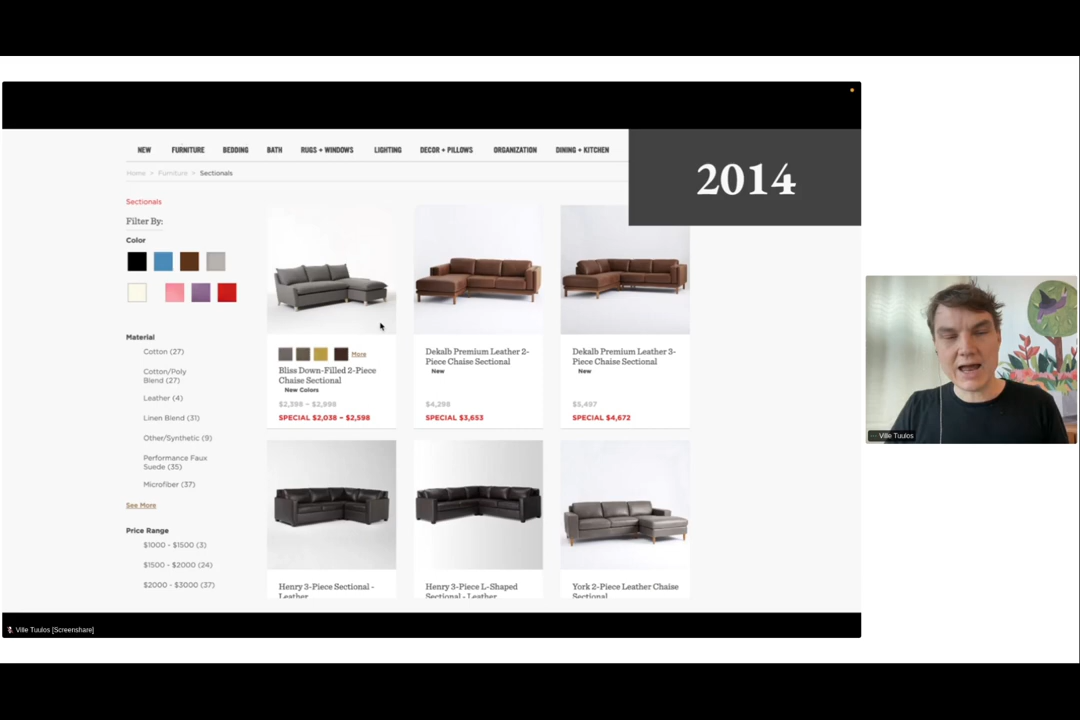 2014
NEW FURNITURE BEDDING BATH RUGS + WINDOWS LIGHTING DECOR + PILLOWS ORGANIZATION DINING + KITCHEN
Home > Furniture > Sectionals
Sectionals
Filter By:
Color
Material
Cotton (27)
Cotton/Poly
Blend (27)
Leather (4)
Linen Blend (31)
Other/Synthetic (9)
Performance Faux
Suede (35)
Microfiber (37)
See More
Price Range
$1000 - $1500 (3)
$1500 - $2000 (24)
$2000 - $3000 (37)
More
Bliss Down-Filled 2-Piece
Chaise Sectional
New Colors
$2,398 – $2,998
SPECIAL $2,038 – $2,598
Dekalb Premium Leather 2-
Piece Chaise Sectional
New
$4,298
SPECIAL $3,653
Dekalb Premium Leather 3-
Piece Chaise Sectional
New
$5,497
SPECIAL $4,672
Henry 3-Piece Sectional -
Leather
Henry 3-Piece L-Shaped
Sectional - Leather
York 2-Piece Leather Chaise
Sectional
Ville Tuulos
Ville Tuulos [Screenshare]